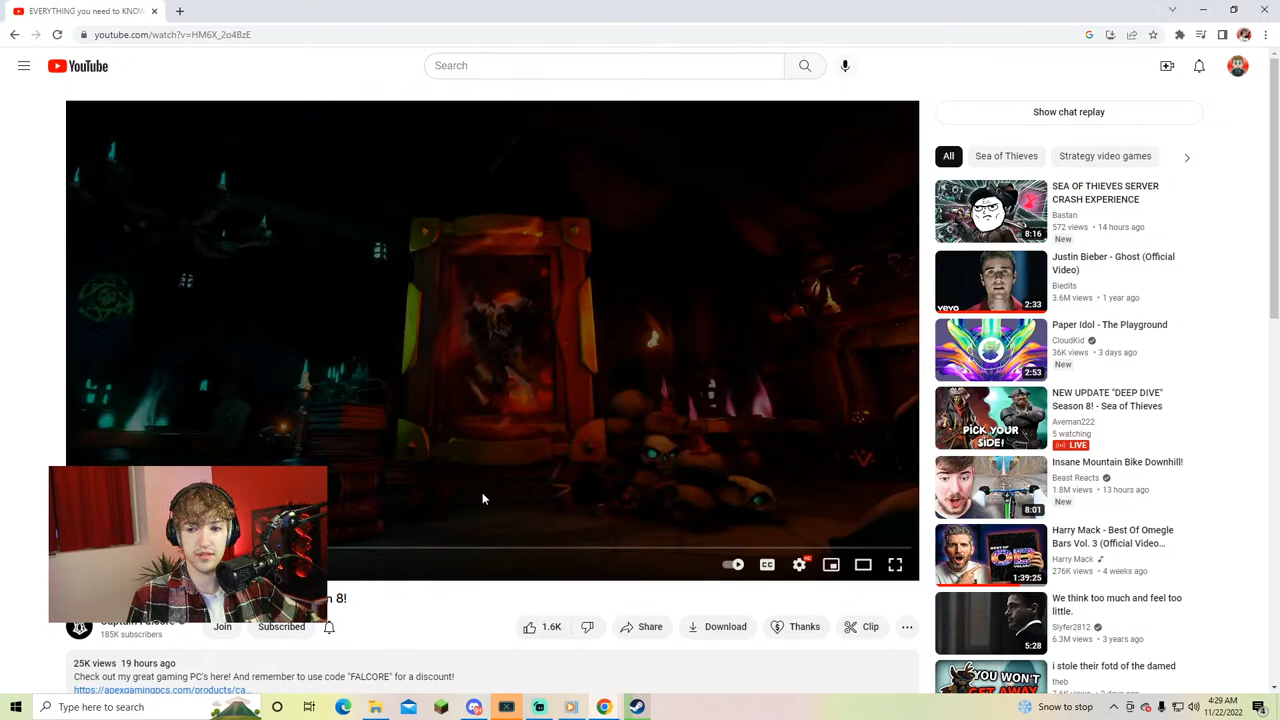 EVERYTHING you need to KNOW
youtube.com/watch?v=HM6X_2o48zE
YouTube
Search
Show chat replay
All
Sea of Thieves
Strategy video games
SEA OF THIEVES SERVER
CRASH EXPERIENCE
Bastan
572 views • 14 hours ago
New
8:16
Justin Bieber - Ghost (Official
Video)
Biedits
3.6M views • 1 year ago
vevo
2:33
Paper Idol - The Playground
CloudKid
36K views • 3 days ago
New
2:53
NEW UPDATE "DEEP DIVE"
Season 8! - Sea of Thieves
Aveman222
5 watching
LIVE
PICK YOUR
SIDE!
Insane Mountain Bike Downhill!
Beast Reacts
1.8M views • 13 hours ago
New
8:01
Harry Mack - Best Of Omegle
Bars Vol. 3 (Official Video...
Harry Mack
276K views • 4 weeks ago
1:39:25
We think too much and feel too
little.
Slyfer2812
6.3M views • 3 years ago
5:28
i stole their fotd of the damed
theb
YOU WON'T
8!
185K subscribers
Join
Subscribed
1.6K
Share
Download
Thanks
Clip
25K views 19 hours ago
Check out my great gaming PC's here! And remember to use code "FALCORE" for a discount!
https://apexgamingpcs.com/products/ca...
Type here to search
Snow to stop
4:29 AM
11/22/2022
4